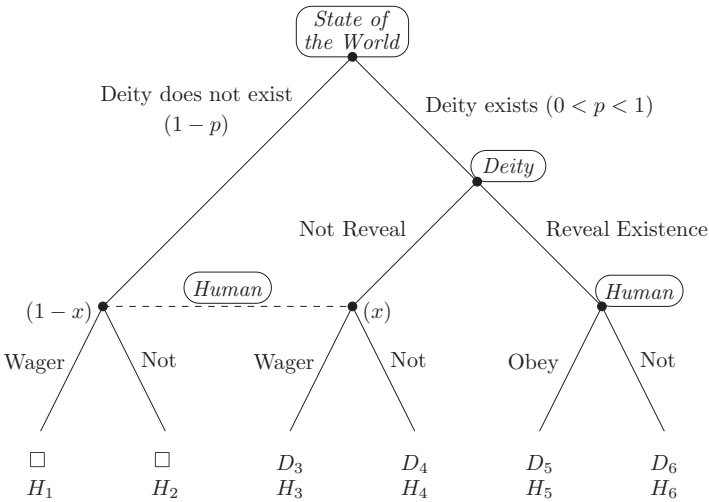 State of
the World
Deity does not exist
(1 − p)
Deity exists (0 < p < 1)
Deity
Not Reveal
Reveal Existence
Human
Human
(1 − x)
(x)
Wager
Not
Wager
Not
Obey
Not
□ □ D₃ D₄ D₅ D₆
H₁ H₂ H₃ H₄ H₅ H₆